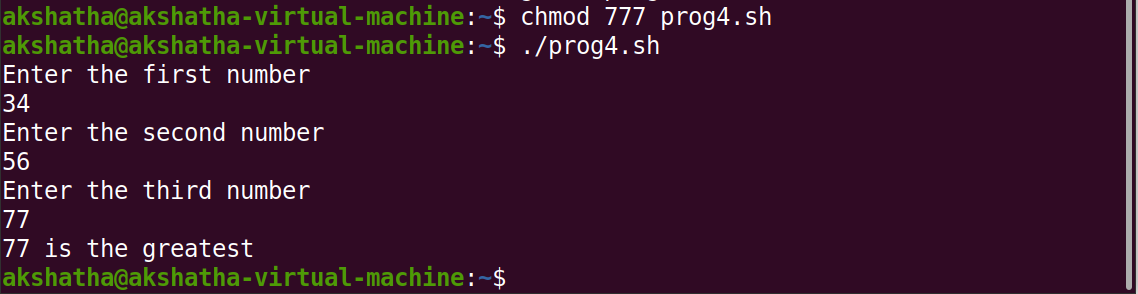 akshatha@akshatha-virtual-machine:~$ chmod 777 prog4.sh
akshatha@akshatha-virtual-machine:~$ ./prog4.sh
Enter the first number
34
Enter the second number
56
Enter the third number
77
77 is the greatest
akshatha@akshatha-virtual-machine:~$